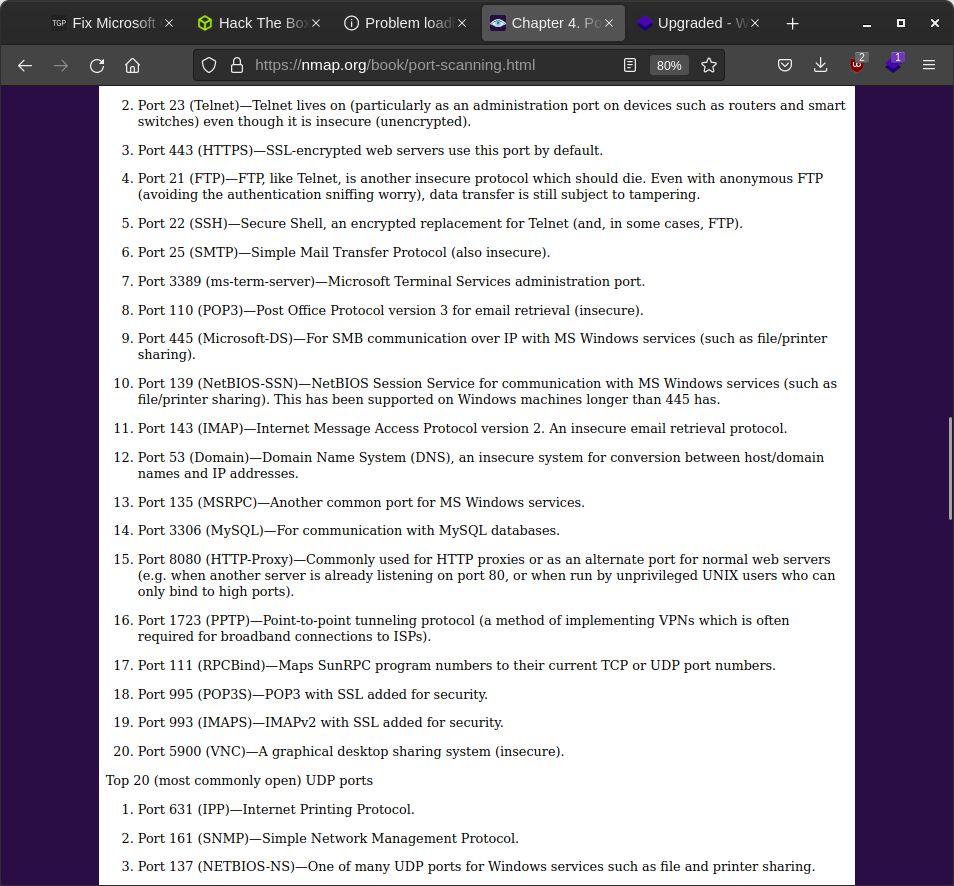 TGP Fix Microsoft
Hack The Bo
Problem load
Chapter 4. Po
Upgraded - W
https://nmap.org/book/port-scanning.html
80%
2
1
2. Port 23 (Telnet)—Telnet lives on (particularly as an administration port on devices such as routers and smart
switches) even though it is insecure (unencrypted).
3. Port 443 (HTTPS)—SSL-encrypted web servers use this port by default.
4. Port 21 (FTP)—FTP, like Telnet, is another insecure protocol which should die. Even with anonymous FTP
(avoiding the authentication sniffing worry), data transfer is still subject to tampering.
5. Port 22 (SSH)—Secure Shell, an encrypted replacement for Telnet (and, in some cases, FTP).
6. Port 25 (SMTP)—Simple Mail Transfer Protocol (also insecure).
7. Port 3389 (ms-term-server)—Microsoft Terminal Services administration port.
8. Port 110 (POP3)—Post Office Protocol version 3 for email retrieval (insecure).
9. Port 445 (Microsoft-DS)—For SMB communication over IP with MS Windows services (such as file/printer
sharing).
10. Port 139 (NetBIOS-SSN)—NetBIOS Session Service for communication with MS Windows services (such as
file/printer sharing). This has been supported on Windows machines longer than 445 has.
11. Port 143 (IMAP)—Internet Message Access Protocol version 2. An insecure email retrieval protocol.
12. Port 53 (Domain)—Domain Name System (DNS), an insecure system for conversion between host/domain
names and IP addresses.
13. Port 135 (MSRPC)—Another common port for MS Windows services.
14. Port 3306 (MySQL)—For communication with MySQL databases.
15. Port 8080 (HTTP-Proxy)—Commonly used for HTTP proxies or as an alternate port for normal web servers
(e.g. when another server is already listening on port 80, or when run by unprivileged UNIX users who can
only bind to high ports).
16. Port 1723 (PPTP)—Point-to-point tunneling protocol (a method of implementing VPNs which is often
required for broadband connections to ISPs).
17. Port 111 (RPCBind)—Maps SunRPC program numbers to their current TCP or UDP port numbers.
18. Port 995 (POP3S)—POP3 with SSL added for security.
19. Port 993 (IMAPS)—IMAPv2 with SSL added for security.
20. Port 5900 (VNC)—A graphical desktop sharing system (insecure).
Top 20 (most commonly open) UDP ports
1. Port 631 (IPP)—Internet Printing Protocol.
2. Port 161 (SNMP)—Simple Network Management Protocol.
3. Port 137 (NETBIOS-NS)—One of many UDP ports for Windows services such as file and printer sharing.